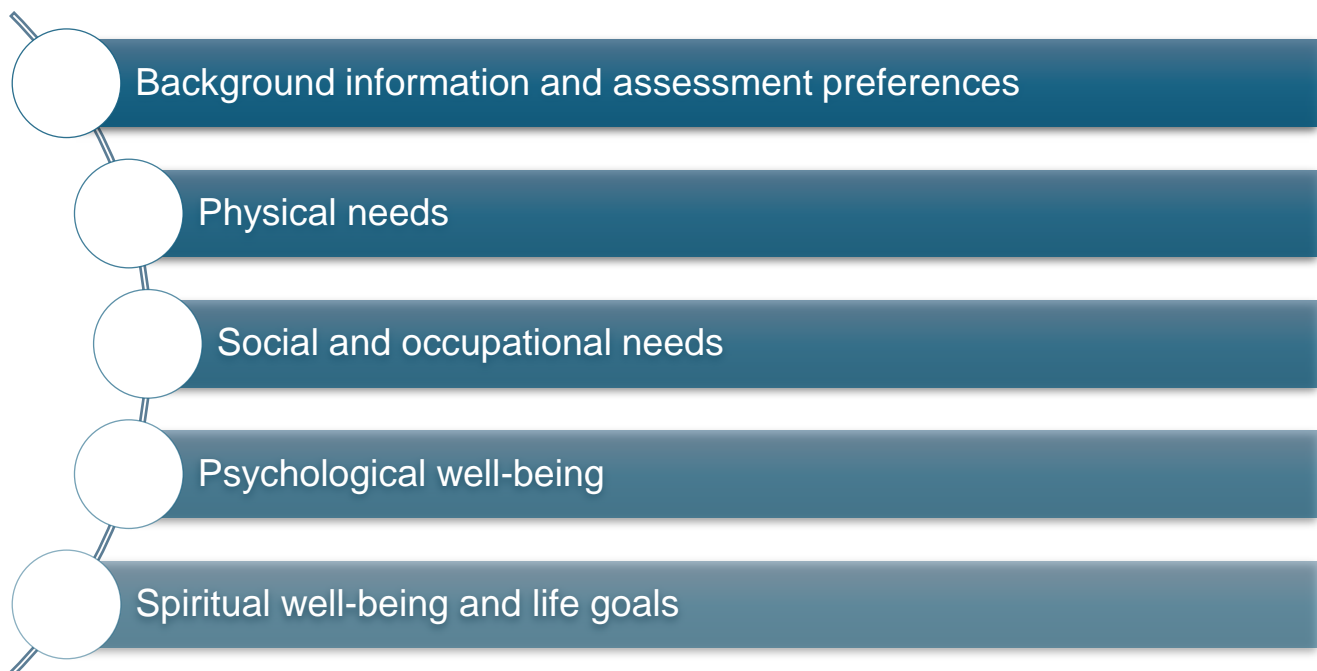 Background information and assessment preferences
Physical needs
Social and occupational needs
Psychological well-being
Spiritual well-being and life goals